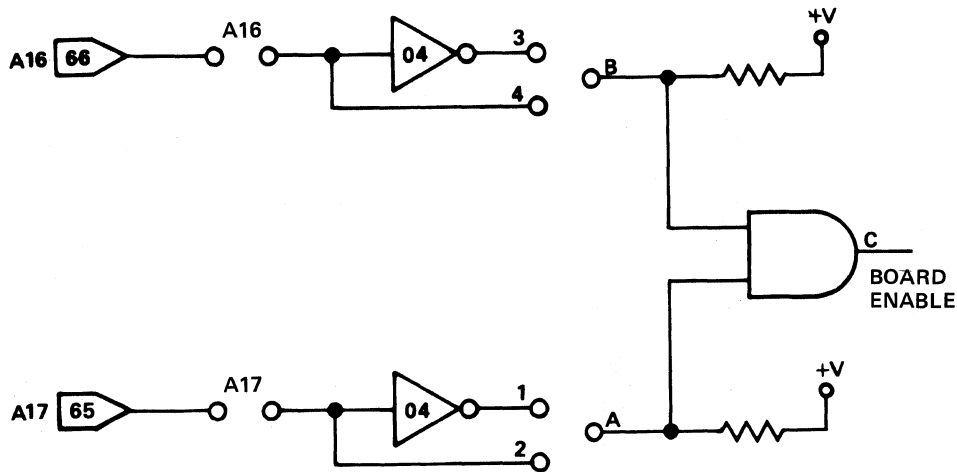 A16 66 A16 04 3
4
B
+V
C
BOARD
ENABLE
A17 65 A17 04 1
2
A
+V